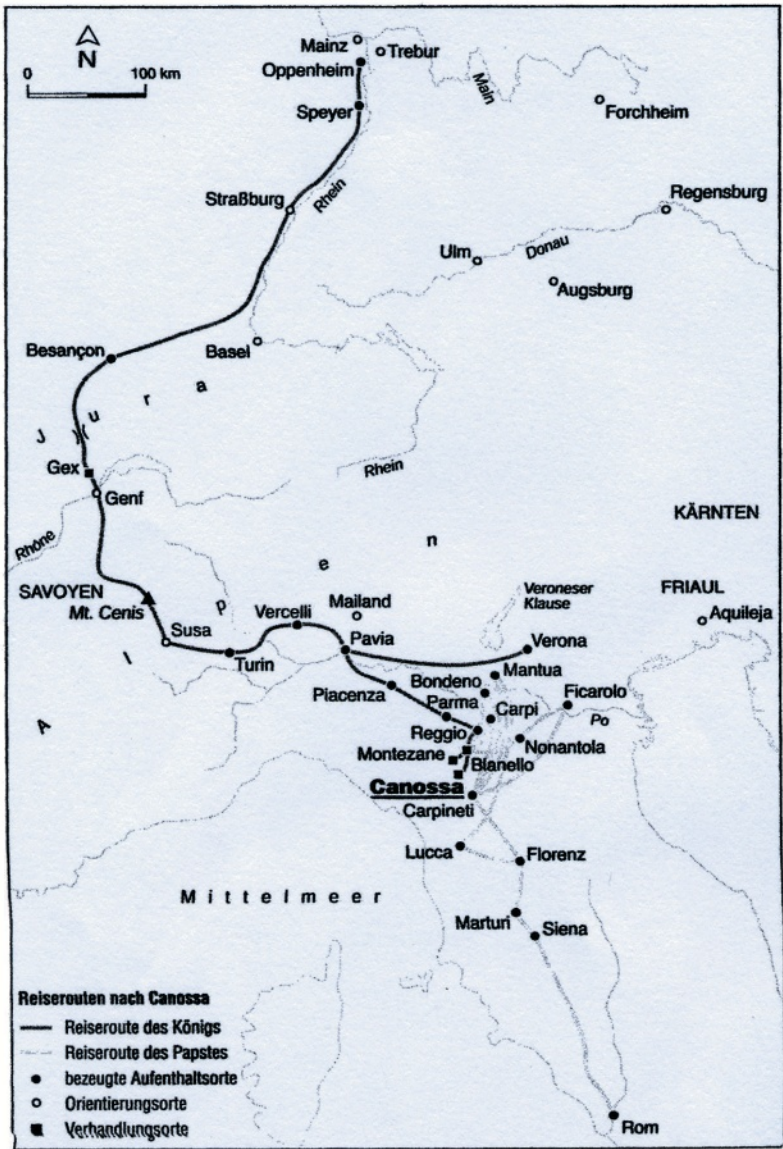 N
0 100 km
Mainz
Trebur
Oppenheim
Main
Speyer
Forchheim
Straßburg
Rhein
Regensburg
Ulm
Donau
Augsburg
Besançon
Basel
Jura
Gex
Rhein
Genf
Rhône
KÄRNTEN
Alpen
SAVOYEN
Mt. Cenis
Veroneser
Klause
FRIAUL
Aquileja
Susa
Vercelli
Mailand
Turin
Pavia
Verona
Mantua
Bondeno
Piacenza
Ficarolo
Parma
Carpi
Po
Reggio
Nonantola
Montezane
Bianello
Canossa
Carpineti
Lucca
Florenz
Mittelmeer
Marturi
Siena
Rom
Reiserouten nach Canossa
Reiseroute des Königs
Reiseroute des Papstes
bezeugte Aufenthaltsorte
Orientierungsorte
Verhandlungsorte